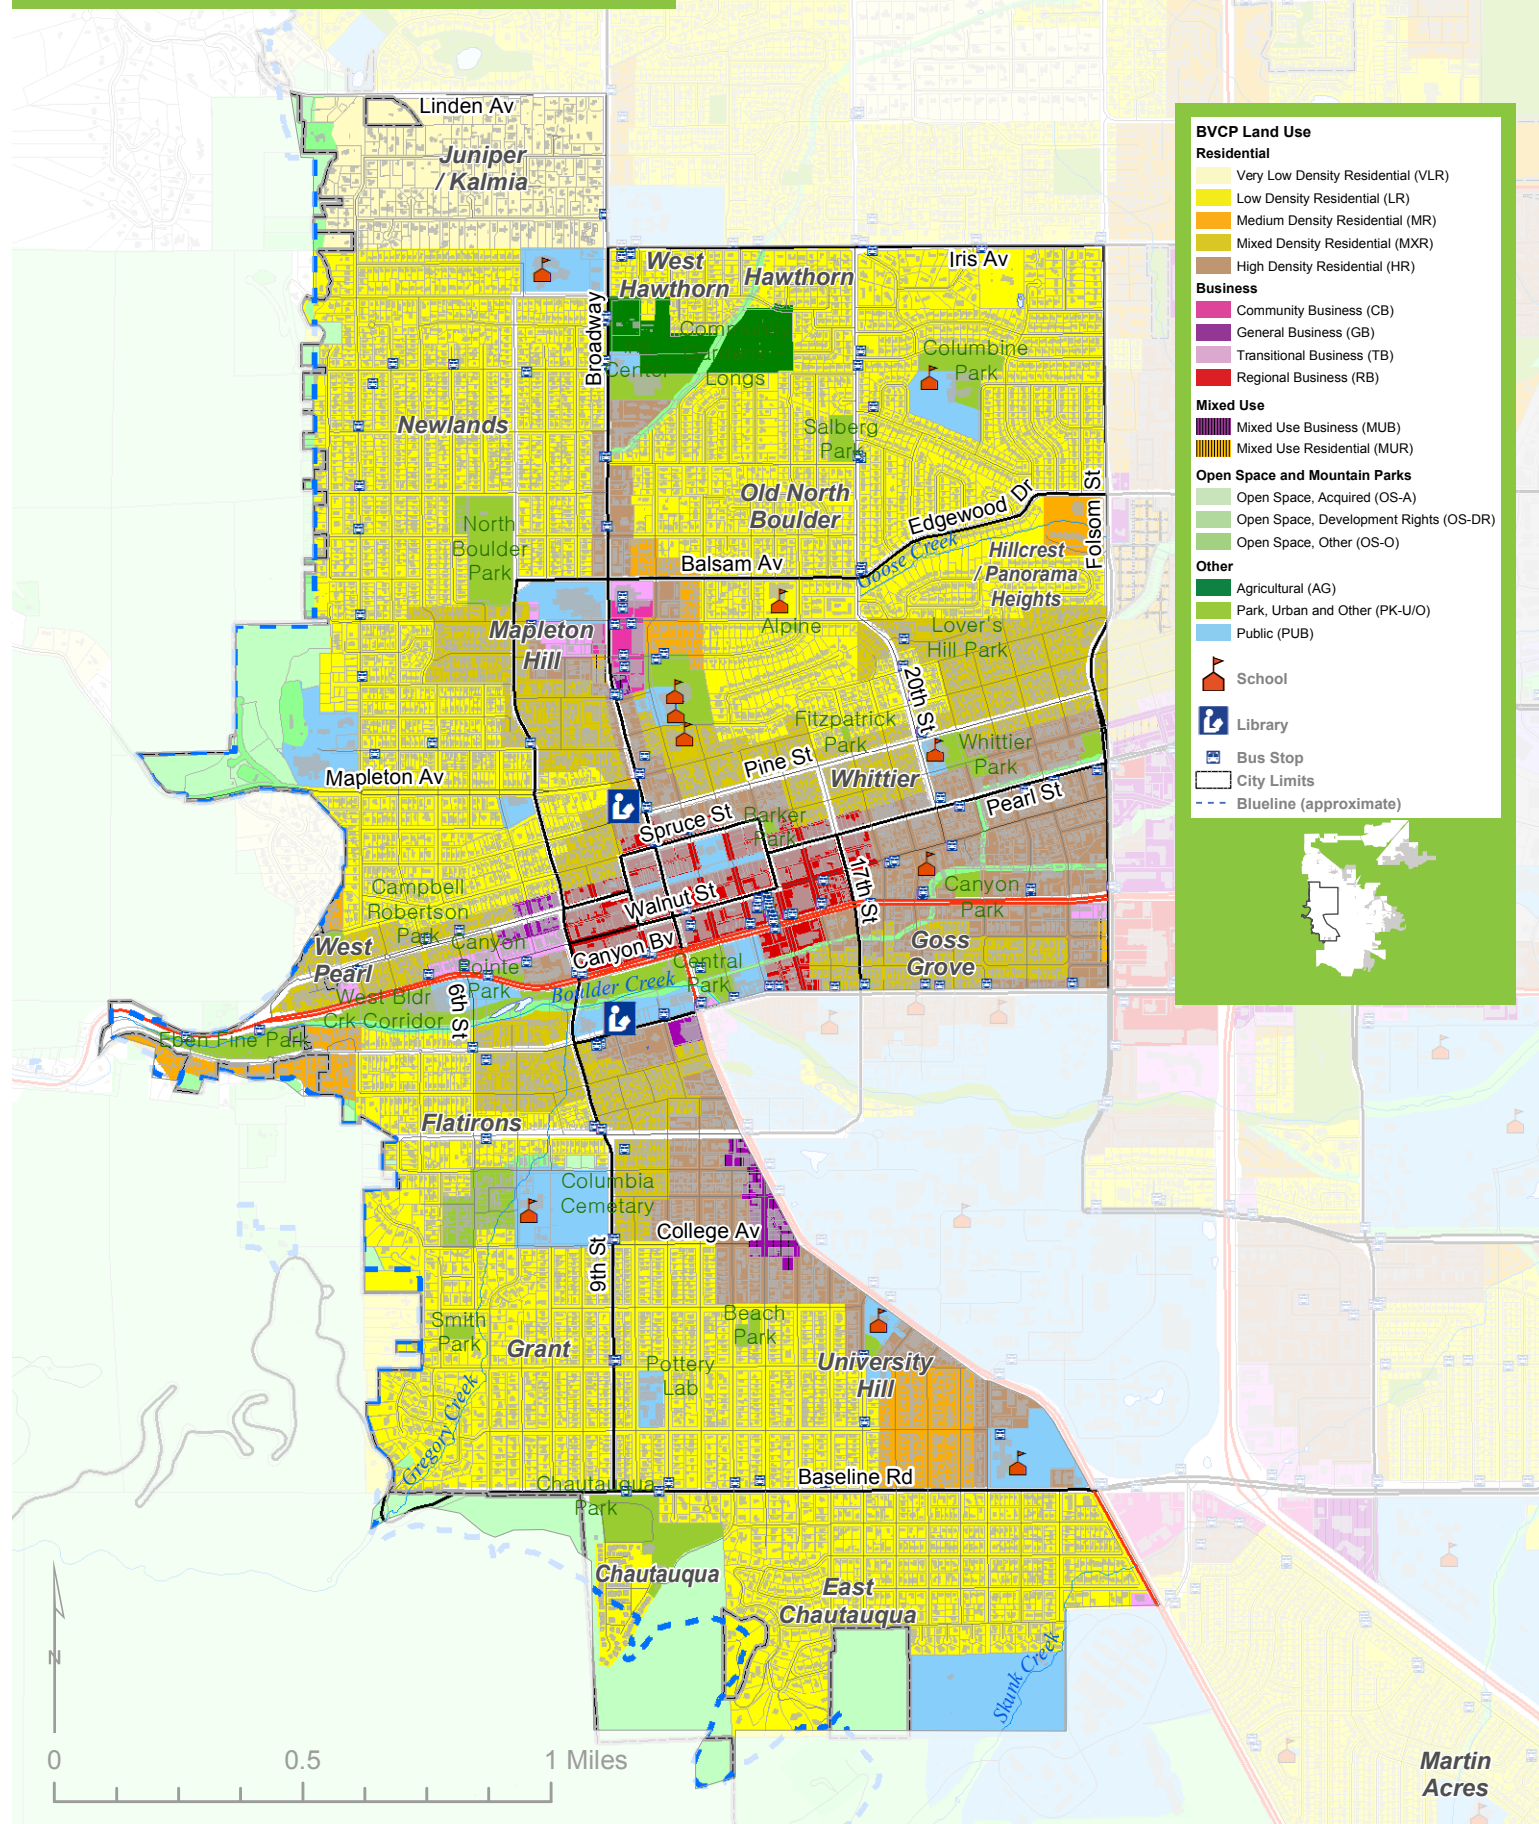 Linden Av
Juniper
/ Kalmia
West
Hawthorn
Hawthorn
Iris Av
Broadway
Center
Longs
Columbine
Park
Newlands
Salberg
Park
Old North
Boulder
Edgewood Dr
Folsom St
North
Boulder
Park
Balsam Av
Goose Creek
Hillcrest
/ Panorama
Heights
Mapleton
Hill
Alpine
Lover's
Hill Park
20th St
Fitzpatrick
Park
Whittier
Park
Pine St
Mapleton Av
Whittier
Pearl St
Spruce St
Barker
Park
17th St
Walnut St
Canyon
Park
Campbell
Robertson
Park
West
Pearl
Canyon
Pointe
Park
Canyon Bv
Goss
Grove
Central
Park
Boulder Creek
6th St
West Bldr
Crk Corridor
Eben Fine Park
Flatirons
Columbia
Cemetary
College Av
9th St
Smith
Park
Grant
Beach
Park
University
Hill
Pottery
Lab
Gregory Creek
Baseline Rd
Chautauqua
Park
Chautauqua
East
Chautauqua
Skunk Creek
Martin
Acres
N
0
0.5
1 Miles
BVCP Land Use
Residential
Very Low Density Residential (VLR)
Low Density Residential (LR)
Medium Density Residential (MR)
Mixed Density Residential (MXR)
High Density Residential (HR)
Business
Community Business (CB)
General Business (GB)
Transitional Business (TB)
Regional Business (RB)
Mixed Use
Mixed Use Business (MUB)
Mixed Use Residential (MUR)
Open Space and Mountain Parks
Open Space, Acquired (OS-A)
Open Space, Development Rights (OS-DR)
Open Space, Other (OS-O)
Other
Agricultural (AG)
Park, Urban and Other (PK-U/O)
Public (PUB)
School
Library
Bus Stop
City Limits
Blueline (approximate)